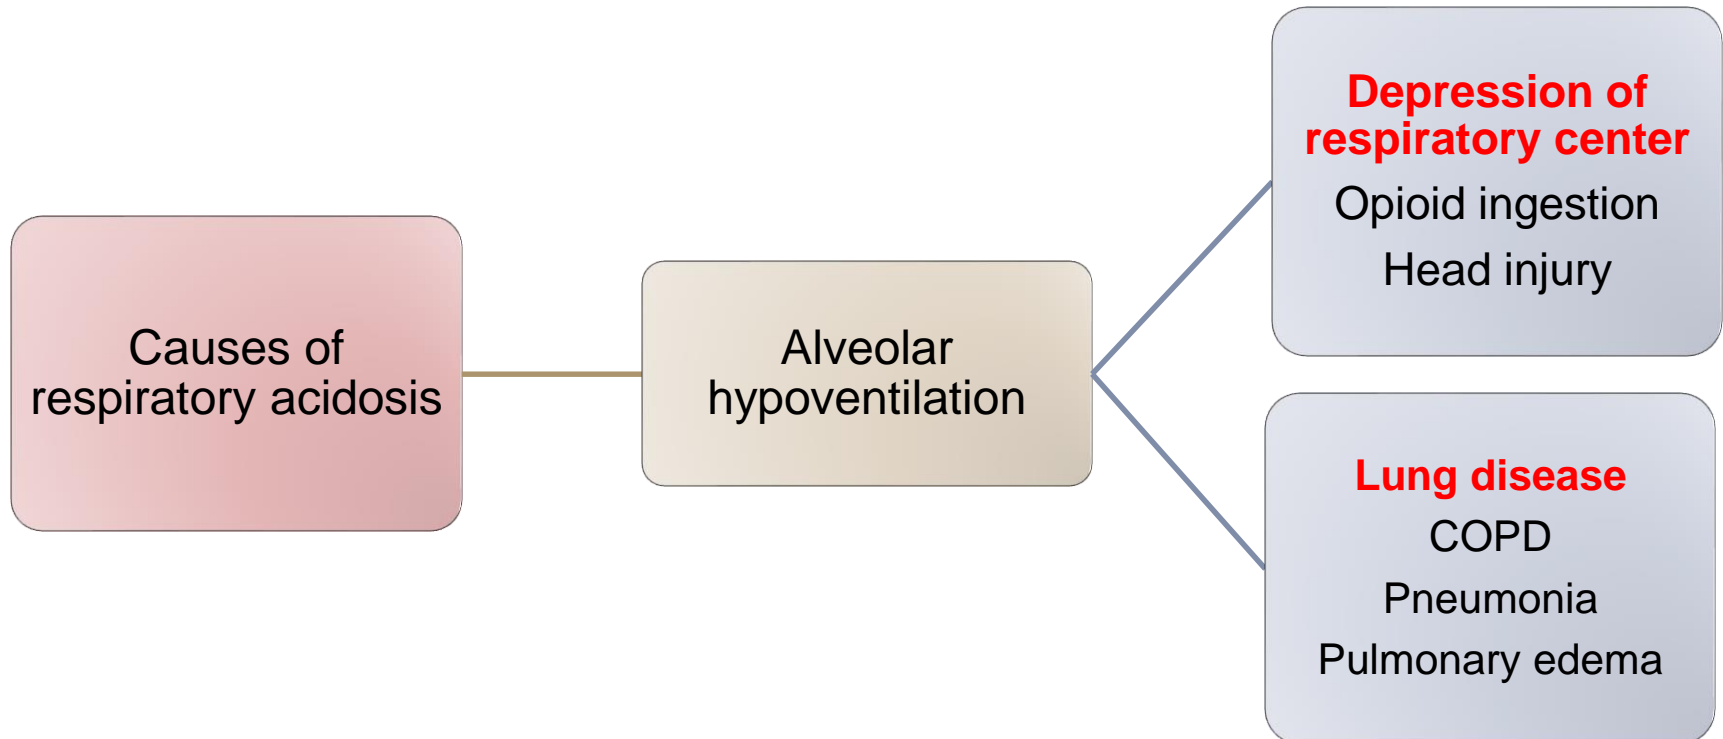 Causes of
respiratory acidosis
Alveolar
hypoventilation
Depression of
respiratory center
Opioid ingestion
Head injury
Lung disease
COPD
Pneumonia
Pulmonary edema